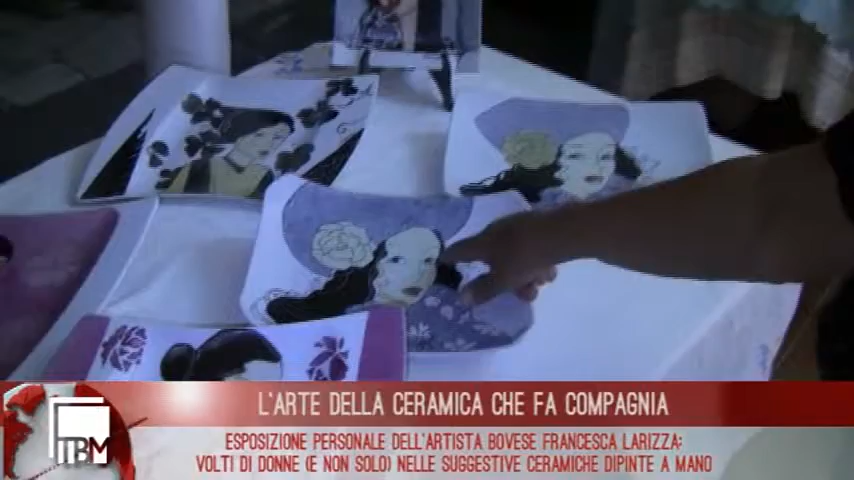 L'ARTE DELLA CERAMICA CHE FA COMPAGNIA
ESPOSIZIONE PERSONALE DELL'ARTISTA BOVESE FRANCESCA LARIZZA:
VOLTI DI DONNE (E NON SOLO) NELLE SUGGESTIVE CERAMICHE DIPINTE A MANO
TBM